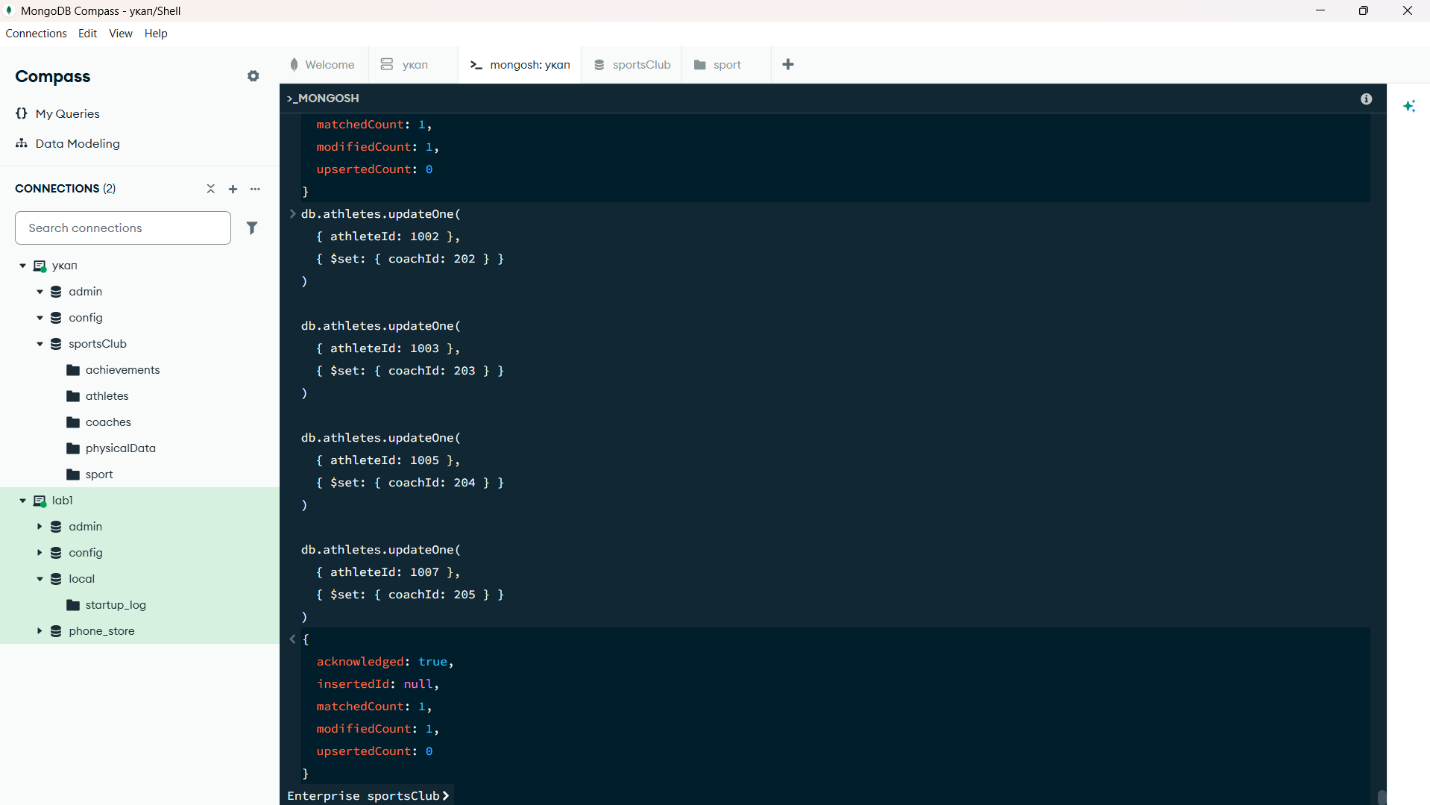 MongoDB Compass - укап/Shell
Connections Edit View Help
Compass
My Queries
Data Modeling
CONNECTIONS (2)
Search connections
укап
admin
config
sportsClub
achievements
athletes
coaches
physicalData
sport
lab1
admin
config
local
startup_log
phone_store
Welcome
укап
mongosh: укап
sportsClub
sport
>_MONGOSH
matchedCount: 1,
modifiedCount: 1,
upsertedCount: 0
}
db.athletes.updateOne(
{ athleteId: 1002 },
{ $set: { coachId: 202 } }
)
db.athletes.updateOne(
{ athleteId: 1003 },
{ $set: { coachId: 203 } }
)
db.athletes.updateOne(
{ athleteId: 1005 },
{ $set: { coachId: 204 } }
)
db.athletes.updateOne(
{ athleteId: 1007 },
{ $set: { coachId: 205 } }
)
{
acknowledged: true,
insertedId: null,
matchedCount: 1,
modifiedCount: 1,
upsertedCount: 0
}
Enterprise sportsClub>